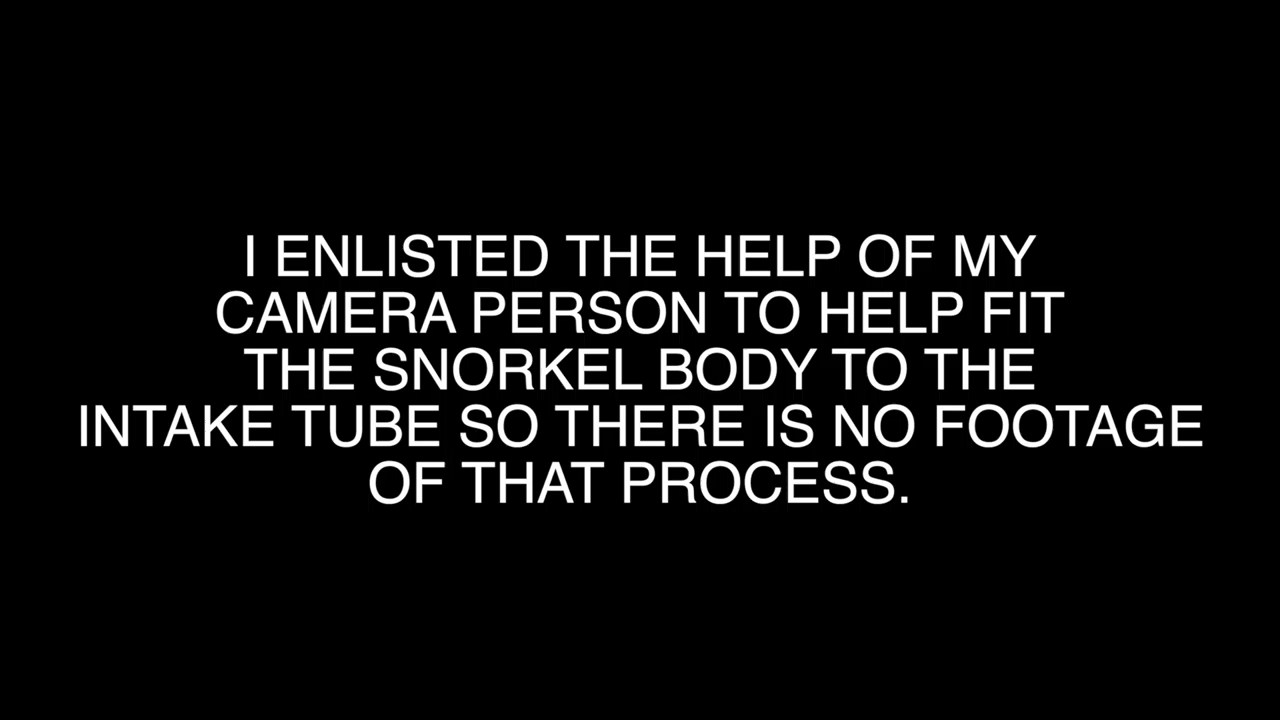 I ENLISTED THE HELP OF MY
CAMERA PERSON TO HELP FIT
THE SNORKEL BODY TO THE
INTAKE TUBE SO THERE IS NO FOOTAGE
OF THAT PROCESS.